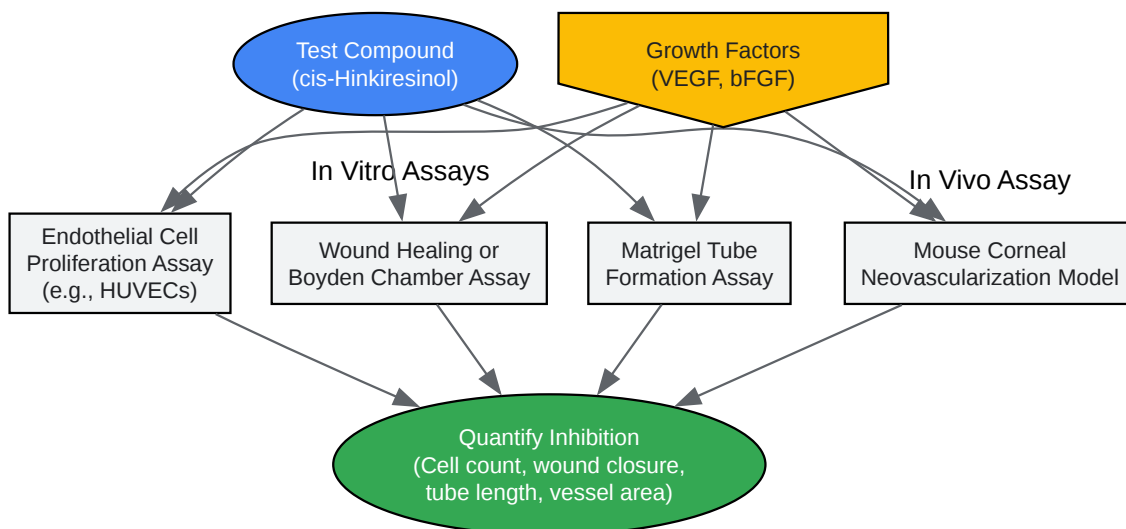 Test Compound
(cis-Hinkiresinol)
Growth Factors
(VEGF, bFGF)
In Vitro Assays
In Vivo Assay
Endothelial Cell
Proliferation Assay
(e.g., HUVECs)
Wound Healing or
Boyden Chamber Assay
Matrigel Tube
Formation Assay
Mouse Corneal
Neovascularization Model
Quantify Inhibition
(Cell count, wound closure,
tube length, vessel area)